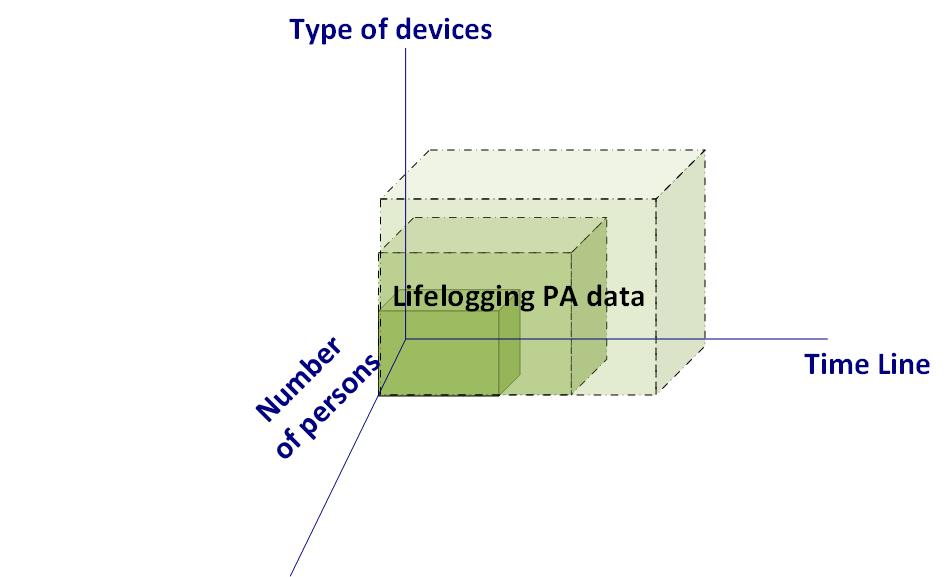 Type of devices
Lifelogging PA data
Time Line
Number
of persons